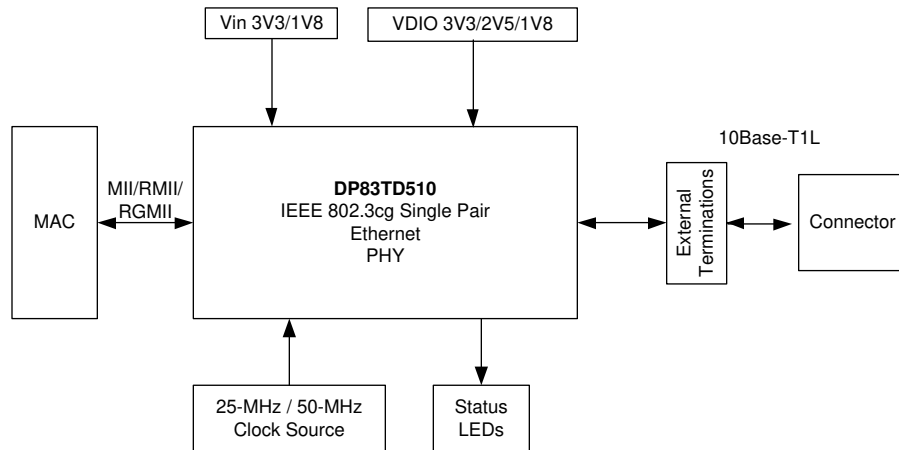 Vin 3V3/1V8
VDIO 3V3/2V5/1V8
10Base-T1L
MAC
MII/RMII/
RGMII
DP83TD510
IEEE 802.3cg Single Pair
Ethernet
PHY
External
Terminations
Connector
25-MHz / 50-MHz
Clock Source
Status
LEDs